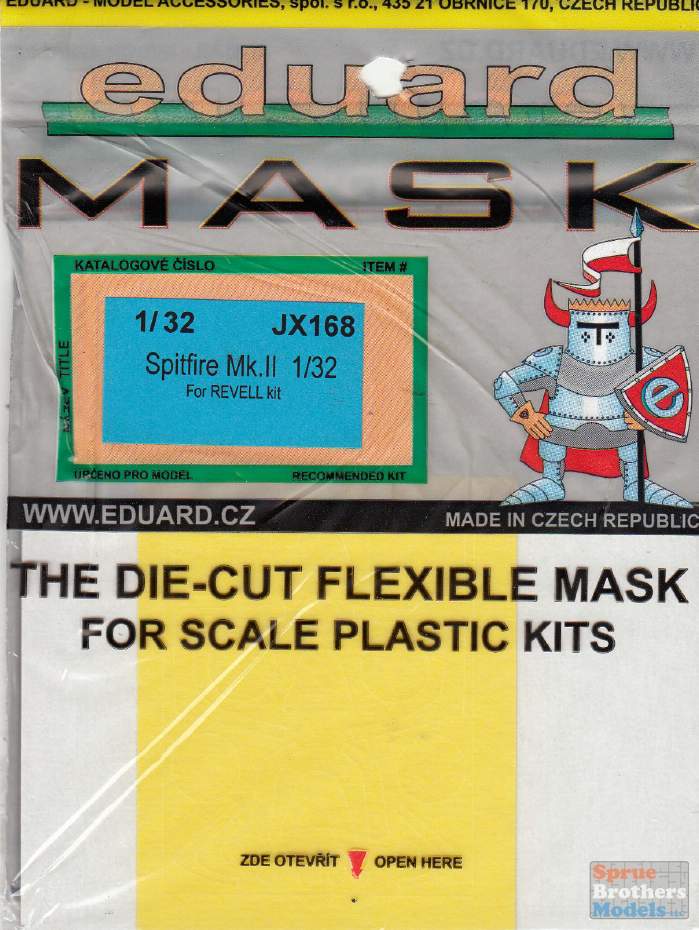 EDUARD - MODEL ACCESSORIES, spol. s r.o., 435 21 OBRNICE 170, CZECH REPUBLIC
eduard
MASK
KATALOGOVÉ ČÍSLO ITEM #
1/32 JX168
Spitfire Mk.II 1/32
For REVELL kit
NÁZEV TITLE
URČENO PRO MODEL RECOMMENDED KIT
e
WWW.EDUARD.CZ MADE IN CZECH REPUBLIC
THE DIE-CUT FLEXIBLE MASK
FOR SCALE PLASTIC KITS
ZDE OTEVŘÍT OPEN HERE
Sprue
Brothers
Models LLC